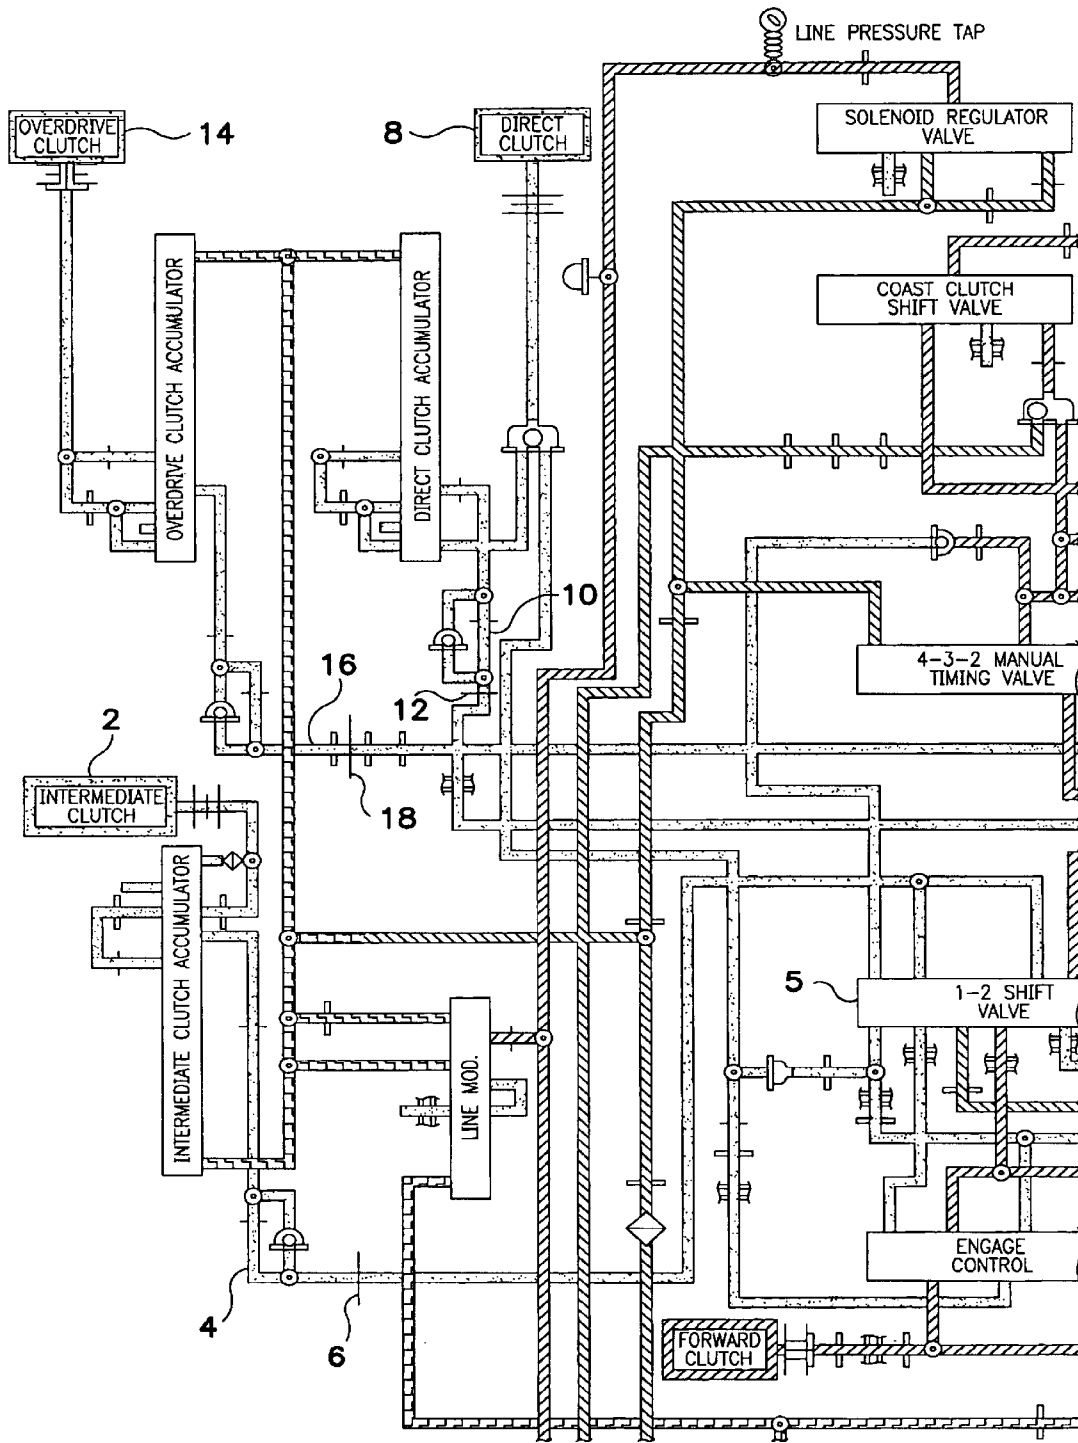 LINE PRESSURE TAP
OVERDRIVE
CLUTCH
14
8
DIRECT
CLUTCH
SOLENOID REGULATOR
VALVE
OVERDRIVE CLUTCH ACCUMULATOR
DIRECT CLUTCH ACCUMULATOR
COAST CLUTCH
SHIFT VALVE
10
4-3-2 MANUAL
TIMING VALVE
16
12
2
INTERMEDIATE
CLUTCH
18
INTERMEDIATE CLUTCH ACCUMULATOR
5
1-2 SHIFT
VALVE
LINE MOD.
ENGAGE
CONTROL
4
6
FORWARD
CLUTCH